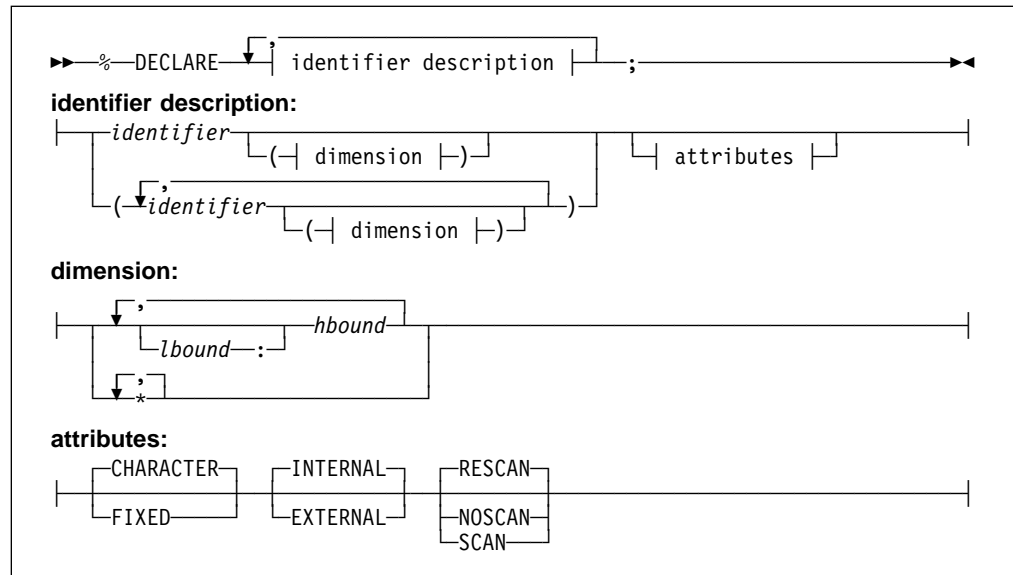 ,
% DECLARE identifier description ;
identifier description:
identifier
( dimension ) attributes
,
( identifier )
( dimension )
dimension:
,
hbound
lbound :
,
*
attributes:
CHARACTER INTERNAL RESCAN
FIXED EXTERNAL NOSCAN
SCAN